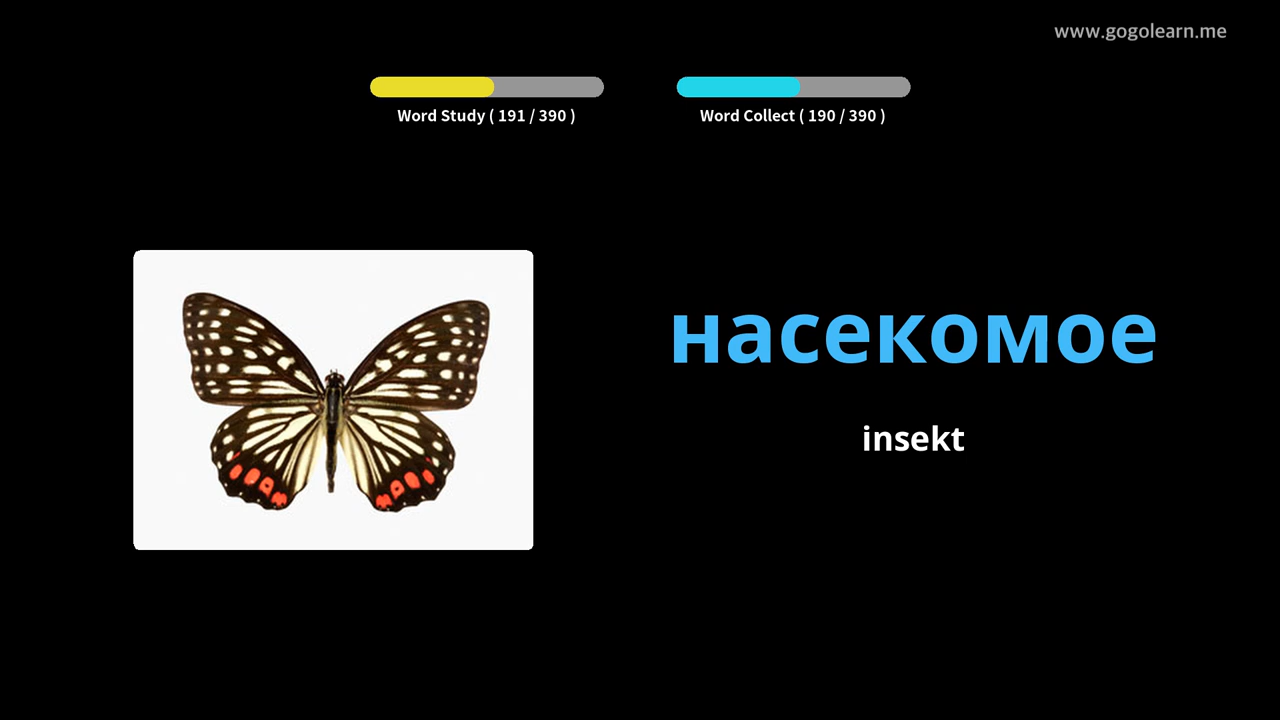 www.gogolearn.me
Word Study ( 191 / 390 )
Word Collect ( 190 / 390 )
насекомое
insekt